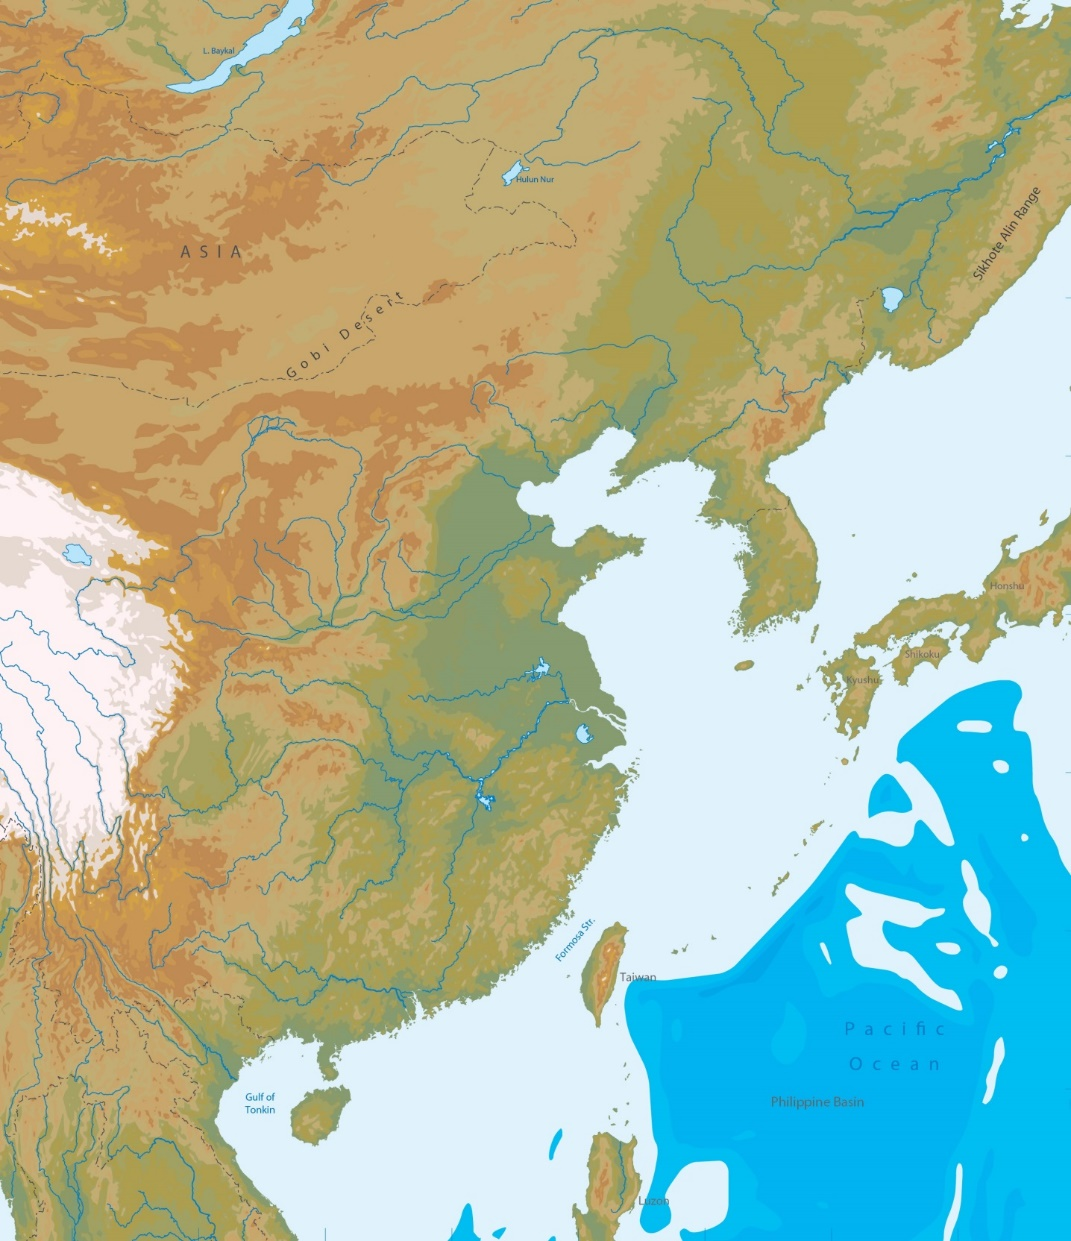 L. Baykal
Hulun Nur
Sikhote Alin Range
ASIA
Gobi Desert
Honshu
Shikoku
Kyushu
Formosa Str.
Taiwan
Pacific
Ocean
Philippine Basin
Gulf of
Tonkin
Luzon